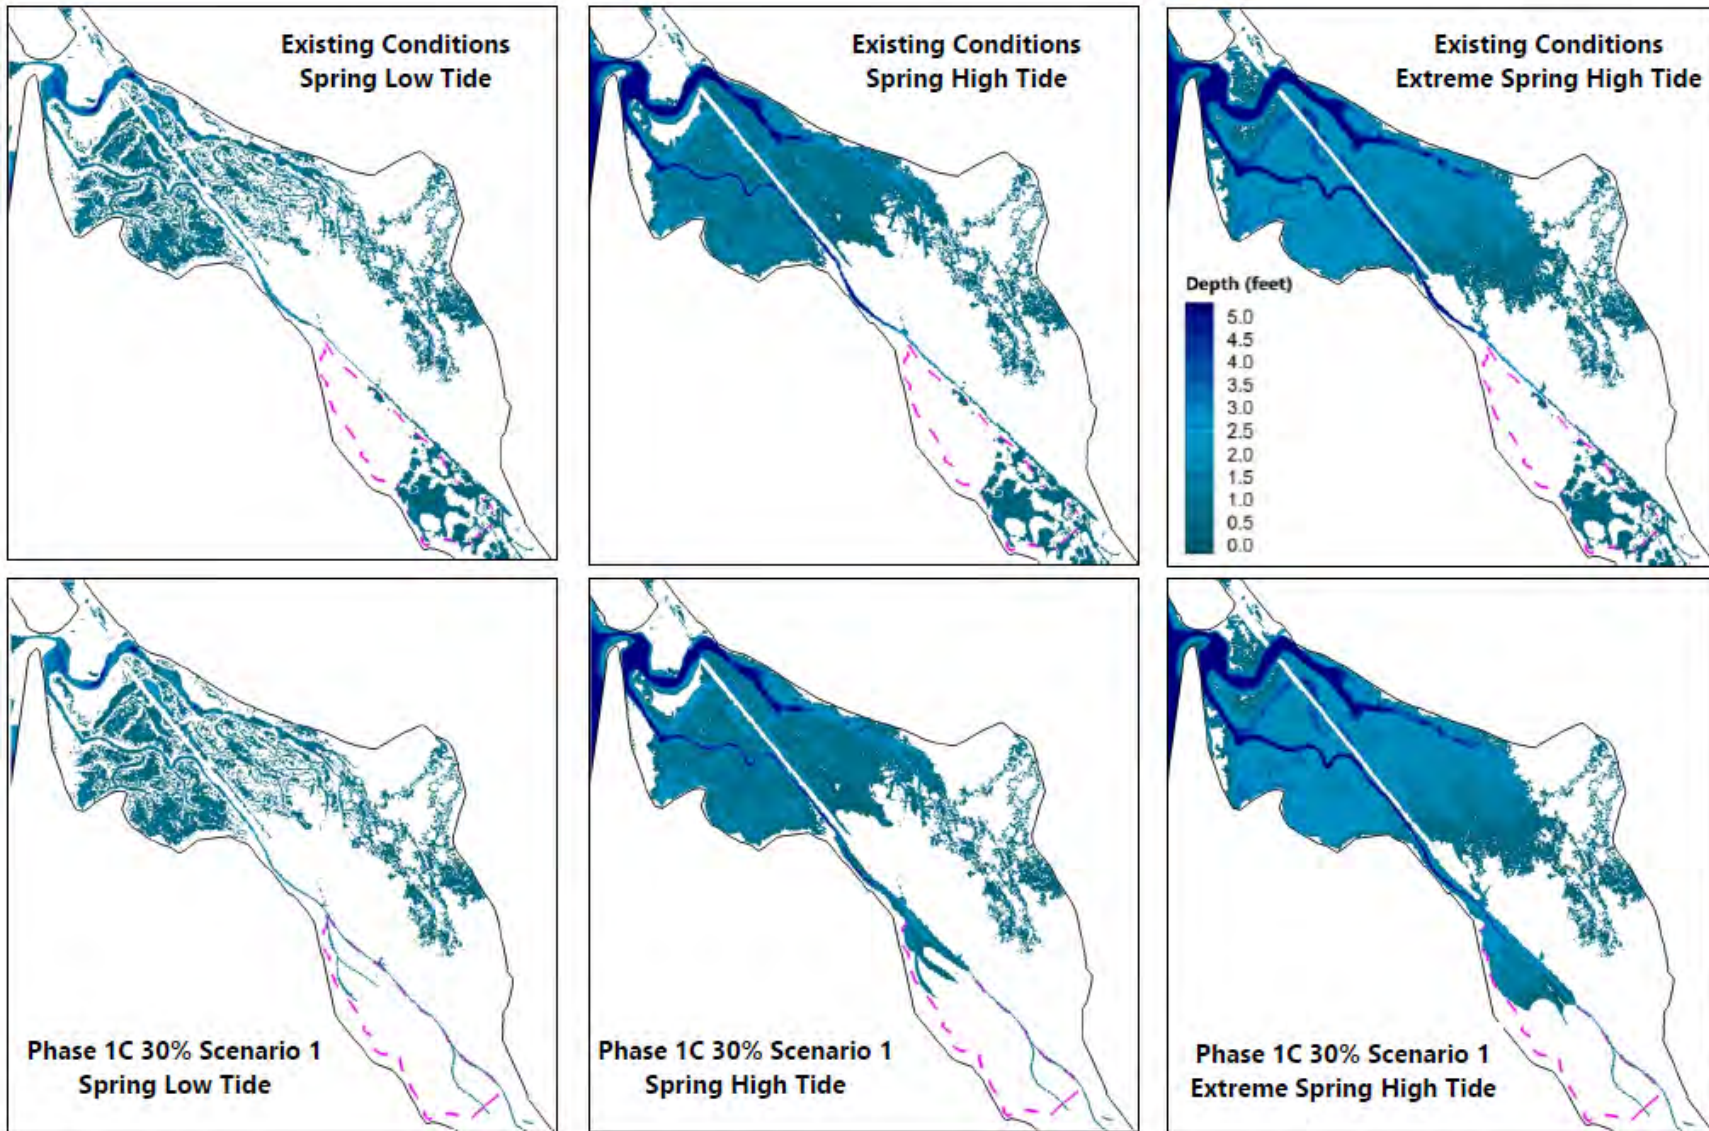 Existing Conditions
Spring Low Tide
Existing Conditions
Spring High Tide
Existing Conditions
Extreme Spring High Tide
Depth (feet)
5.0
4.5
4.0
3.5
3.0
2.5
2.0
1.5
1.0
0.5
0.0
Phase 1C 30% Scenario 1
Spring Low Tide
Phase 1C 30% Scenario 1
Spring High Tide
Phase 1C 30% Scenario 1
Extreme Spring High Tide